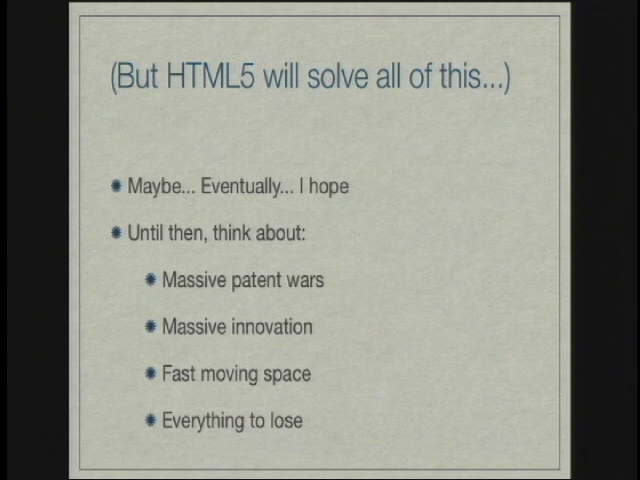 (But HTML5 will solve all of this...)
Maybe... Eventually... I hope
Until then, think about:
Massive patent wars
Massive innovation
Fast moving space
Everything to lose